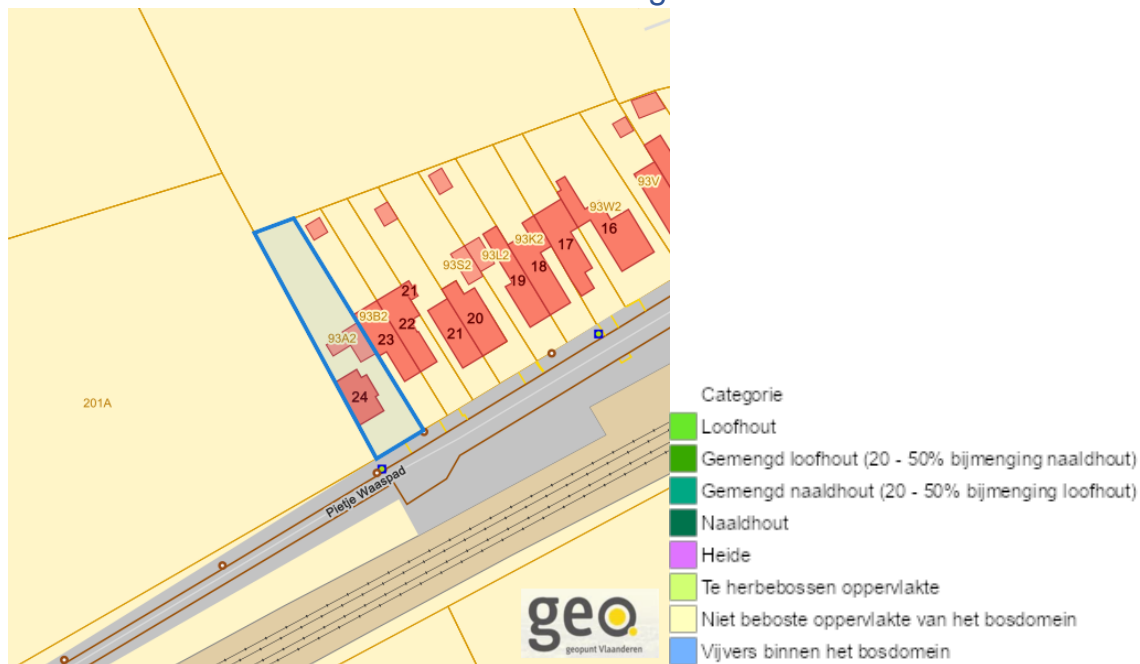 93V
93W2
16
17
93K2
18
93L2
19
93S2
20
21
21
93B2
22
93A2
23
24
201A
Pietje Waaspad
geo.
geopunt Vlaanderen
Categorie
Loofhout
Gemengd loofhout (20 - 50% bijmenging naaldhout)
Gemengd naaldhout (20 - 50% bijmenging loofhout)
Naaldhout
Heide
Te herbebossen oppervlakte
Niet beboste oppervlakte van het bosdomein
Vijvers binnen het bosdomein